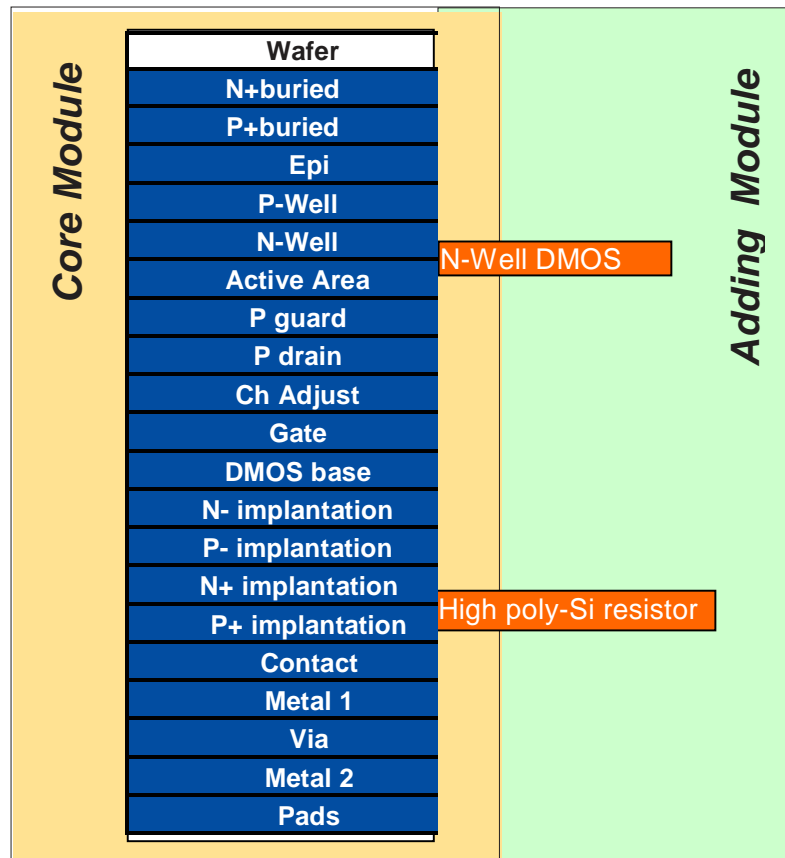 Core Module
Wafer
N+buried
P+buried
Epi
P-Well
N-Well
Active Area
P guard
P drain
Ch Adjust
Gate
DMOS base
N- implantation
P- implantation
N+ implantation
P+ implantation
Contact
Metal 1
Via
Metal 2
Pads
N-Well DMOS
High poly-Si resistor
Adding Module